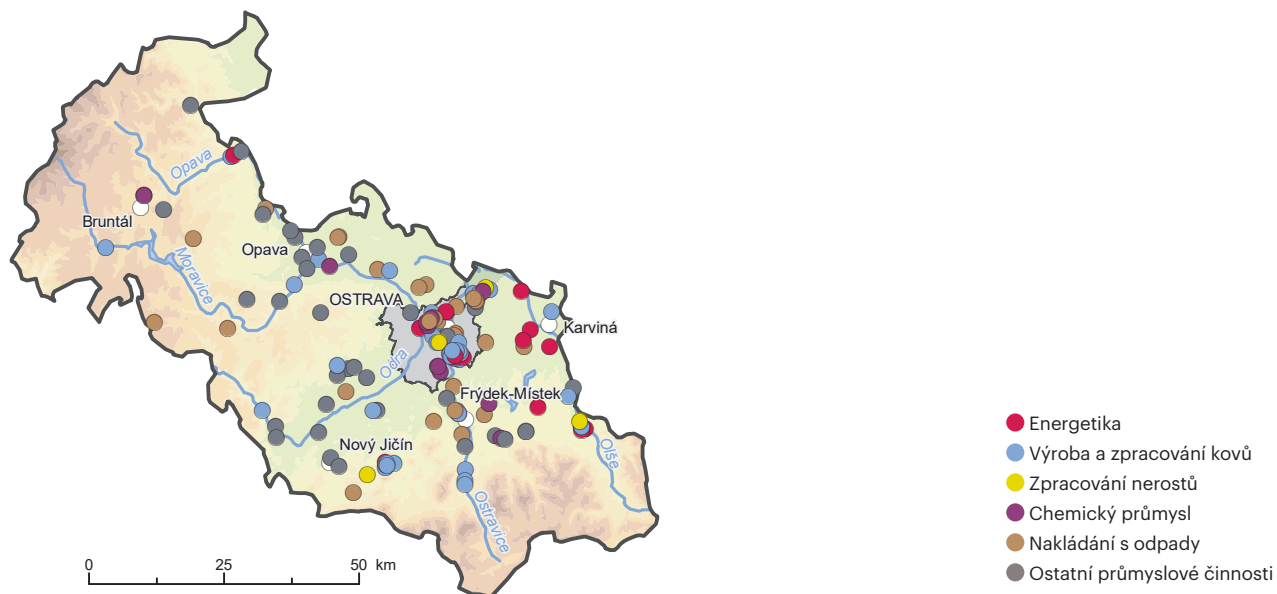 Opava
Bruntál
Opava
Moravice
OSTRAVA
Karviná
Odra
Frýdek-Místek
Nový Jičín
Olše
Ostravice
0 25 50 km
Energetika
Výroba a zpracování kovů
Zpracování nerostů
Chemický průmysl
Nakládání s odpady
Ostatní průmyslové činnosti